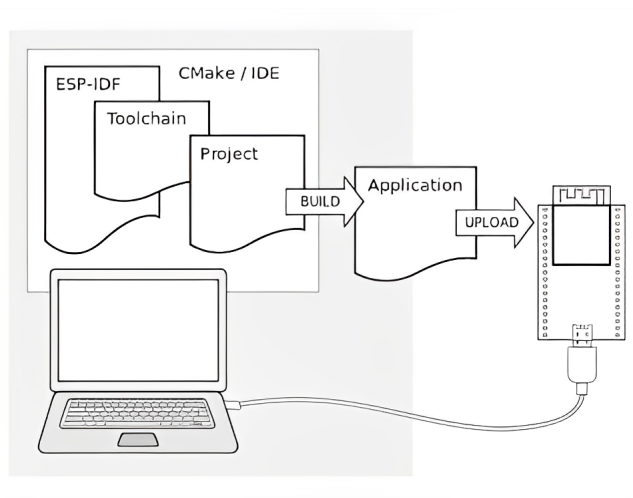 CMake / IDE
ESP-IDF
Toolchain
Project
BUILD
Application
UPLOAD